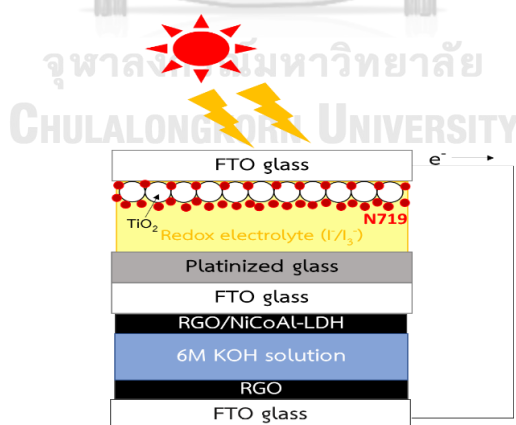 จุฬาลงกรณ์มหาวิทยาลัย
CHULALONGKORN UNIVERSITY
FTO glass
e⁻
TiO₂
N719
Redox electrolyte (I⁻/I₃⁻)
Platinized glass
FTO glass
RGO/NiCoAl-LDH
6M KOH solution
RGO
FTO glass